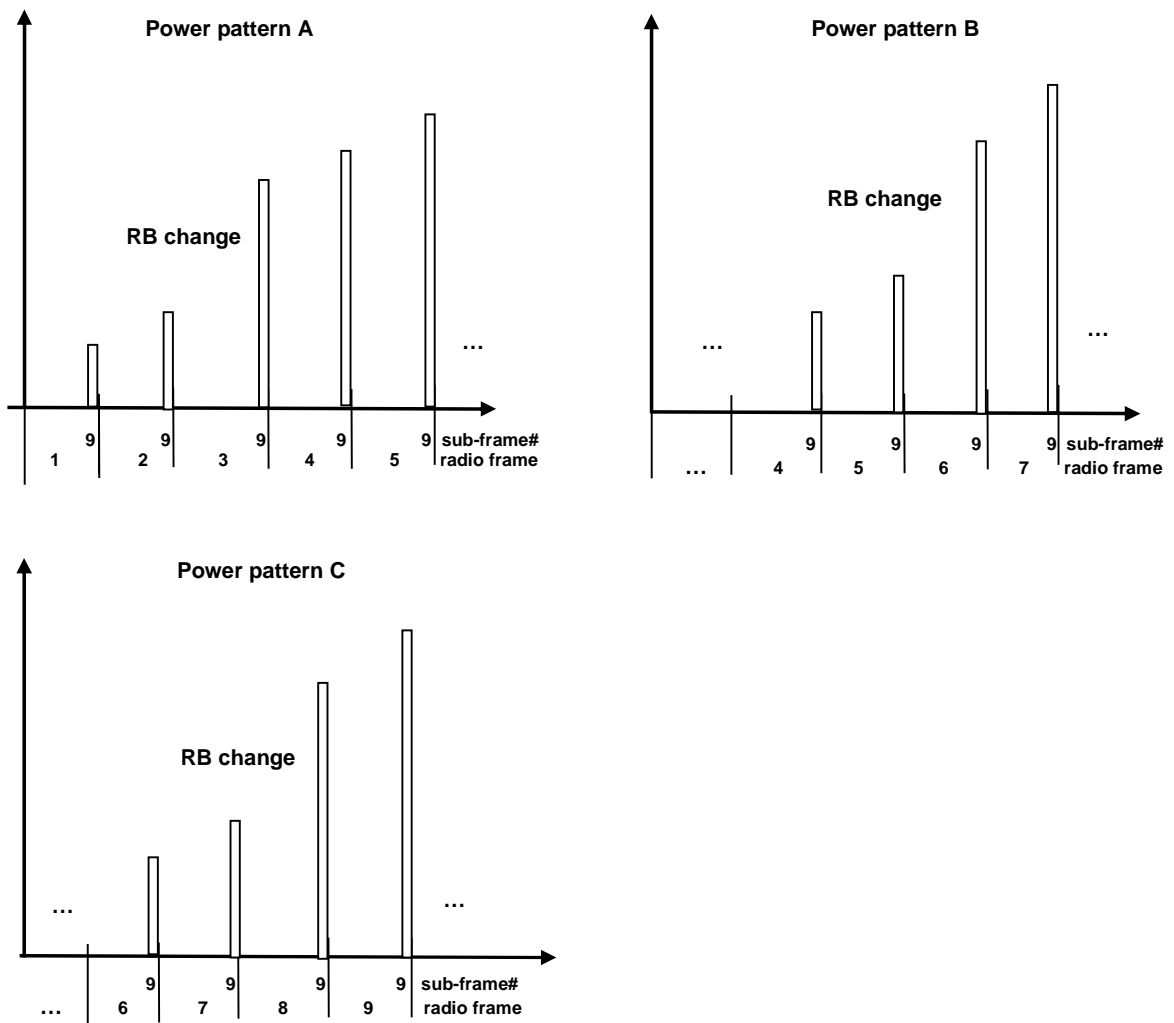 Power pattern A
RB change
...
9 9 9 9 9 sub-frame#
1 2 3 4 5 radio frame
Power pattern B
RB change
... ...
9 9 9 9 sub-frame#
... 4 5 6 7 radio frame
Power pattern C
RB change
... ...
9 9 9 9 sub-frame#
... 6 7 8 9 radio frame